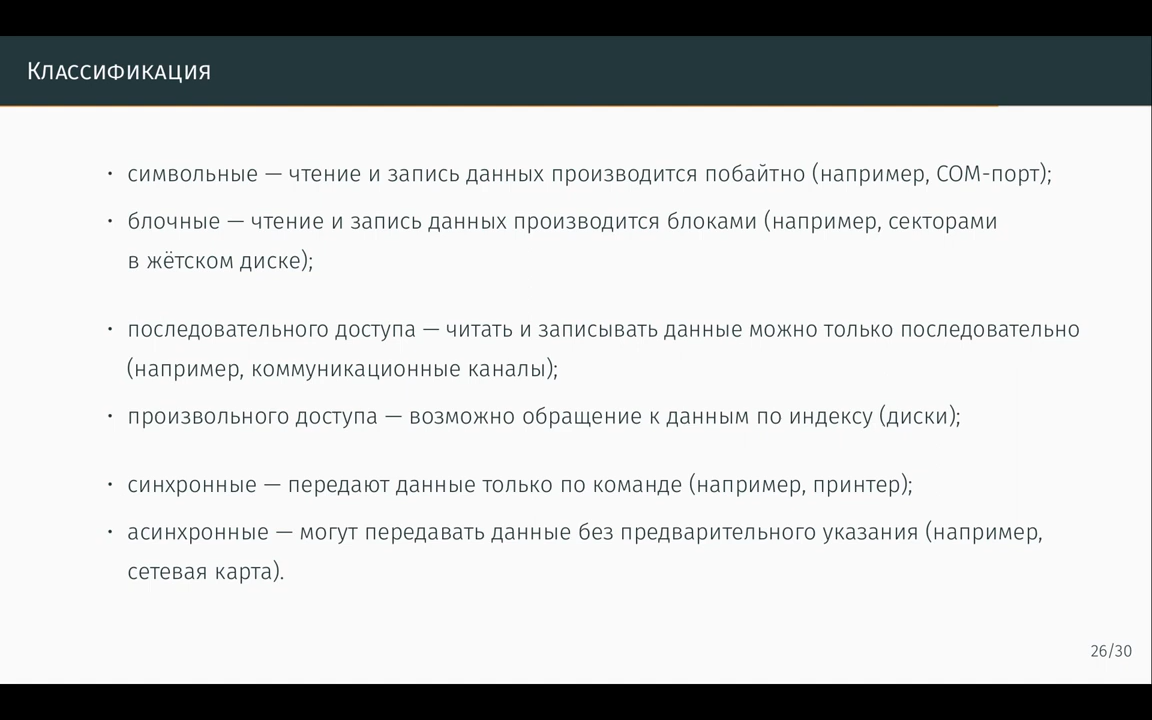 Классификация
• символьные — чтение и запись данных производится побайтно (например, COM-порт);
• блочные — чтение и запись данных производится блоками (например, секторами
в жётском диске);
• последовательного доступа — читать и записывать данные можно только последовательно
(например, коммуникационные каналы);
• произвольного доступа — возможно обращение к данным по индексу (диски);
• синхронные — передают данные только по команде (например, принтер);
• асинхронные — могут передавать данные без предварительного указания (например,
сетевая карта).
26/30